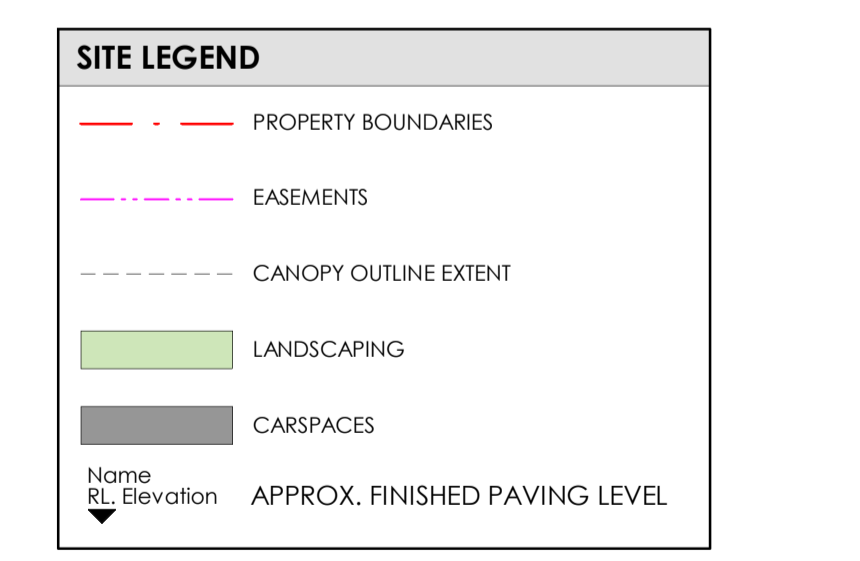 SITE LEGEND
PROPERTY BOUNDARIES
EASEMENTS
CANOPY OUTLINE EXTENT
LANDSCAPING
CARSPACES
Name
RL. Elevation
APPROX. FINISHED PAVING LEVEL